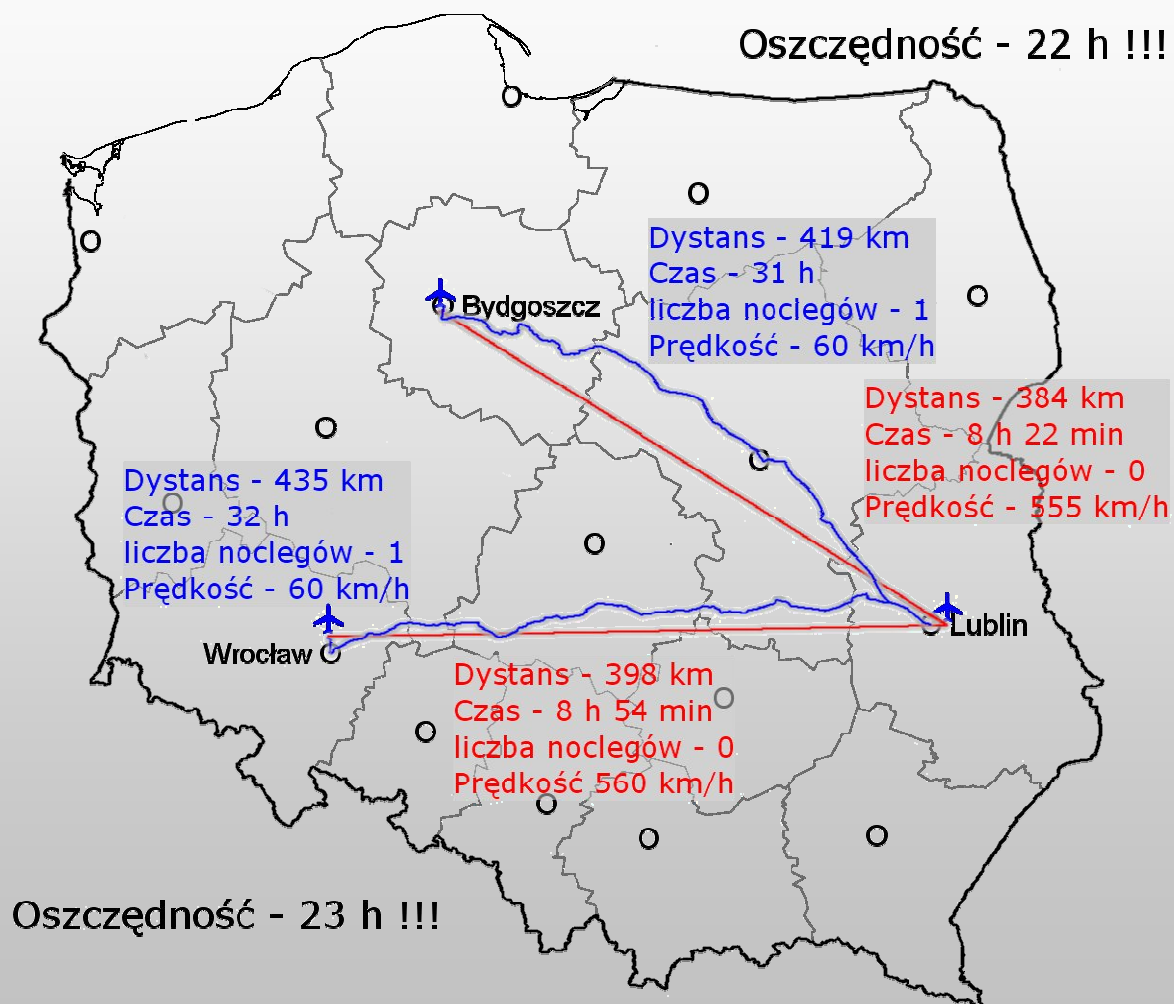 Oszczędność - 22 h !!!
Dystans - 419 km
Czas - 31 h
liczba noclegów - 1
Prędkość - 60 km/h
Bydgoszcz
Dystans - 384 km
Czas - 8 h 22 min
liczba noclegów - 0
Prędkość - 555 km/h
Dystans - 435 km
Czas - 32 h
liczba noclegów - 1
Prędkość - 60 km/h
Lublin
Wrocław
Dystans - 398 km
Czas - 8 h 54 min
liczba noclegów - 0
Prędkość 560 km/h
Oszczędność - 23 h !!!